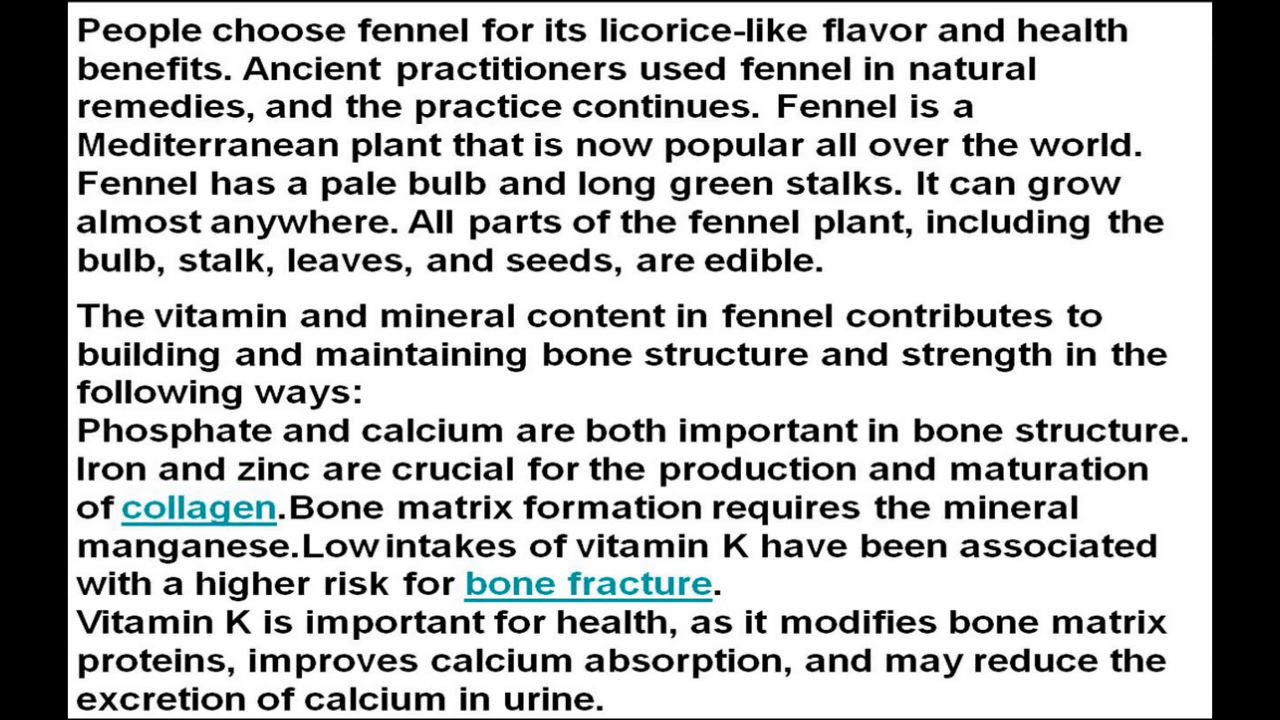 People choose fennel for its licorice-like flavor and health
benefits. Ancient practitioners used fennel in natural
remedies, and the practice continues. Fennel is a
Mediterranean plant that is now popular all over the world.
Fennel has a pale bulb and long green stalks. It can grow
almost anywhere. All parts of the fennel plant, including the
bulb, stalk, leaves, and seeds, are edible.
The vitamin and mineral content in fennel contributes to
building and maintaining bone structure and strength in the
following ways:
Phosphate and calcium are both important in bone structure.
Iron and zinc are crucial for the production and maturation
of collagen.Bone matrix formation requires the mineral
manganese.Low intakes of vitamin K have been associated
with a higher risk for bone fracture.
Vitamin K is important for health, as it modifies bone matrix
proteins, improves calcium absorption, and may reduce the
excretion of calcium in urine.